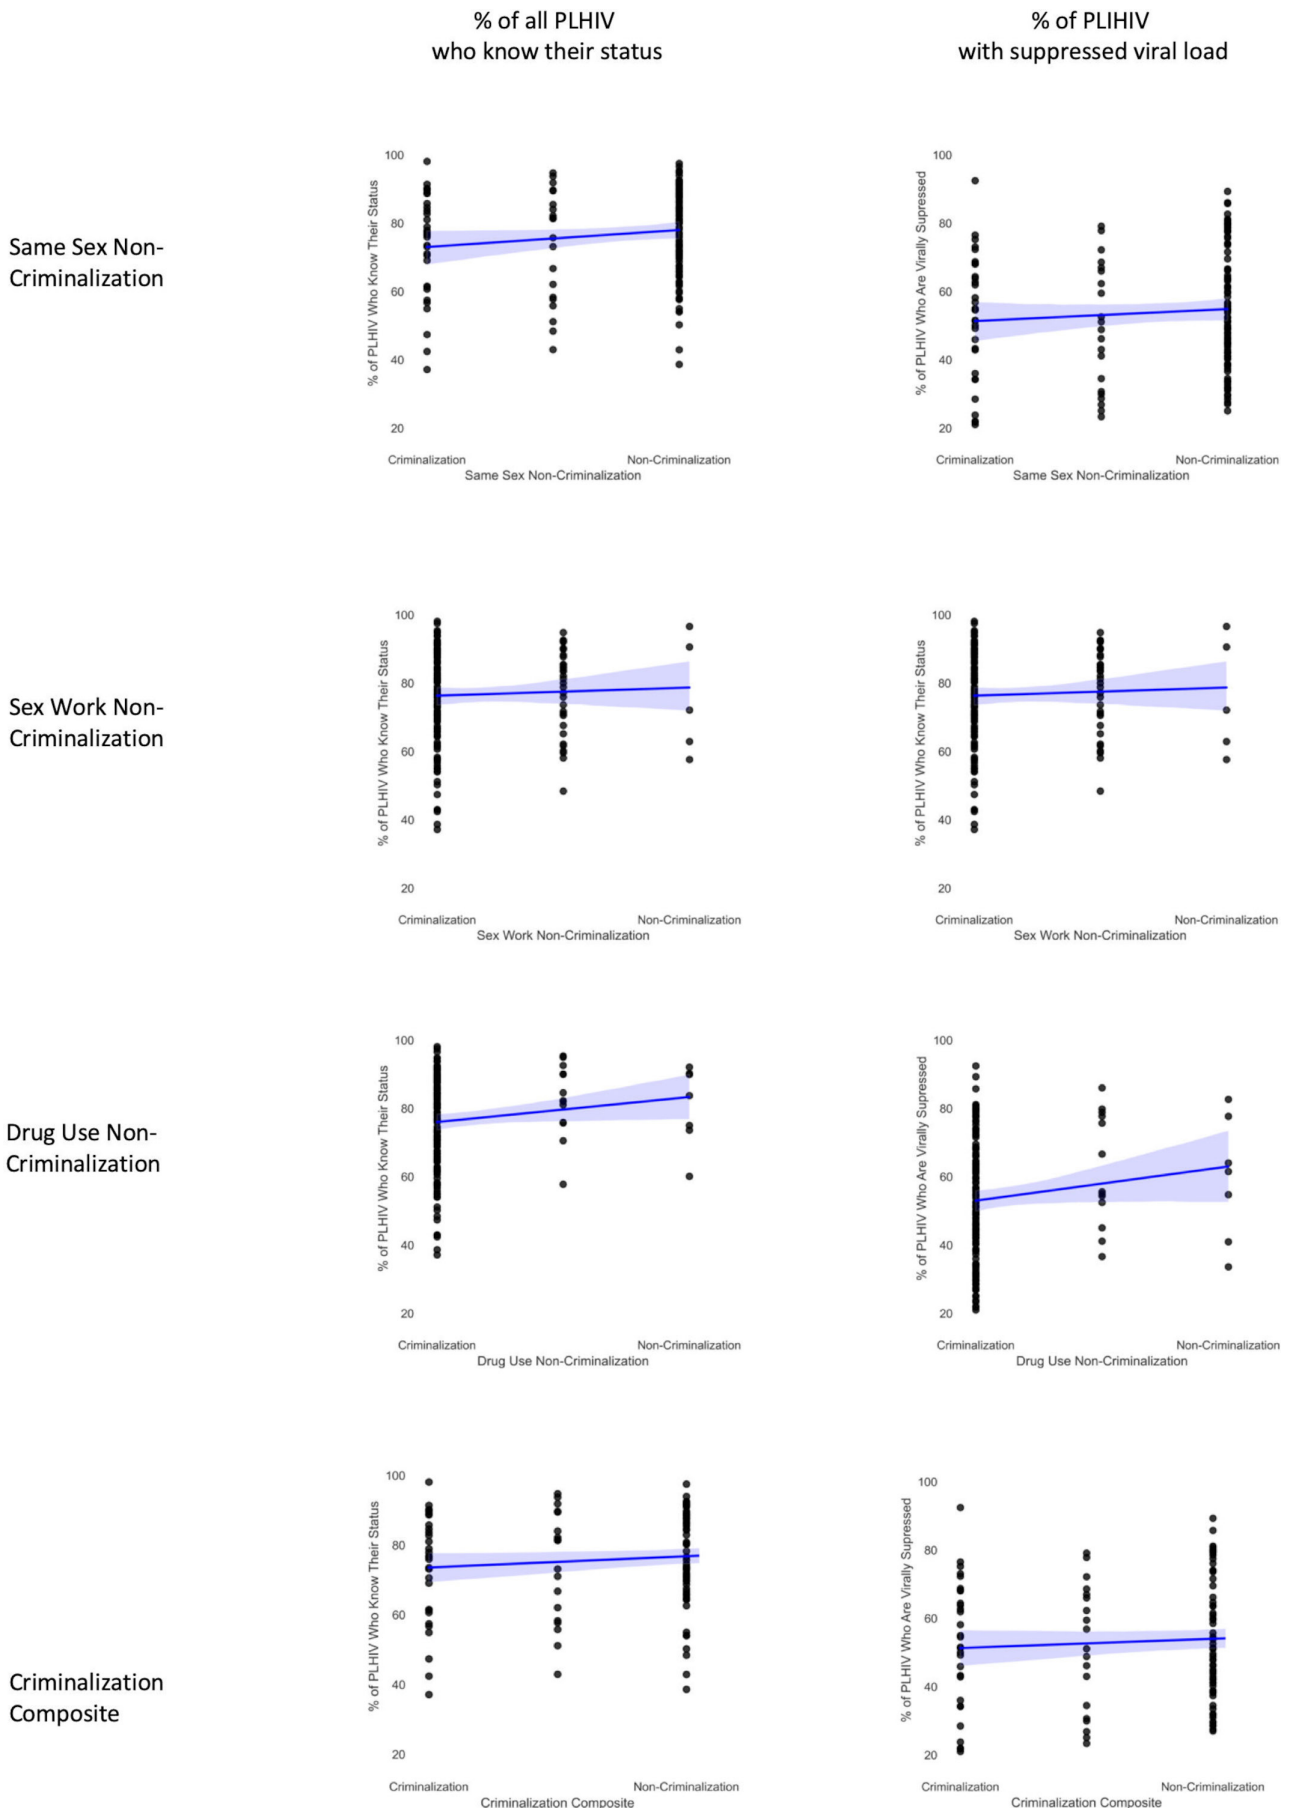 % of all PLHIV
who know their status
% of PLIHIV
with suppressed viral load
Same Sex Non-
Criminalization
% of PLHIV Who Know Their Status
100
80
60
40
20
Criminalization
Non-Criminalization
Same Sex Non-Criminalization
% of PLHIV Who Are Virally Supressed
100
80
60
40
20
Criminalization
Non-Criminalization
Same Sex Non-Criminalization
Sex Work Non-
Criminalization
% of PLHIV Who Know Their Status
100
80
60
40
20
Criminalization
Non-Criminalization
Sex Work Non-Criminalization
% of PLHIV Who Know Their Status
100
80
60
40
20
Criminalization
Non-Criminalization
Sex Work Non-Criminalization
Drug Use Non-
Criminalization
% of PLHIV Who Know Their Status
100
80
60
40
20
Criminalization
Non-Criminalization
Drug Use Non-Criminalization
% of PLHIV Who Are Virally Supressed
100
80
60
40
20
Criminalization
Non-Criminalization
Drug Use Non-Criminalization
Criminalization
Composite
% of PLHIV Who Know Their Status
100
80
60
40
20
Criminalization
Non-Criminalization
Criminalization Composite
% of PLHIV Who Are Virally Supressed
100
80
60
40
20
Criminalization
Non-Criminalization
Criminalization Composite